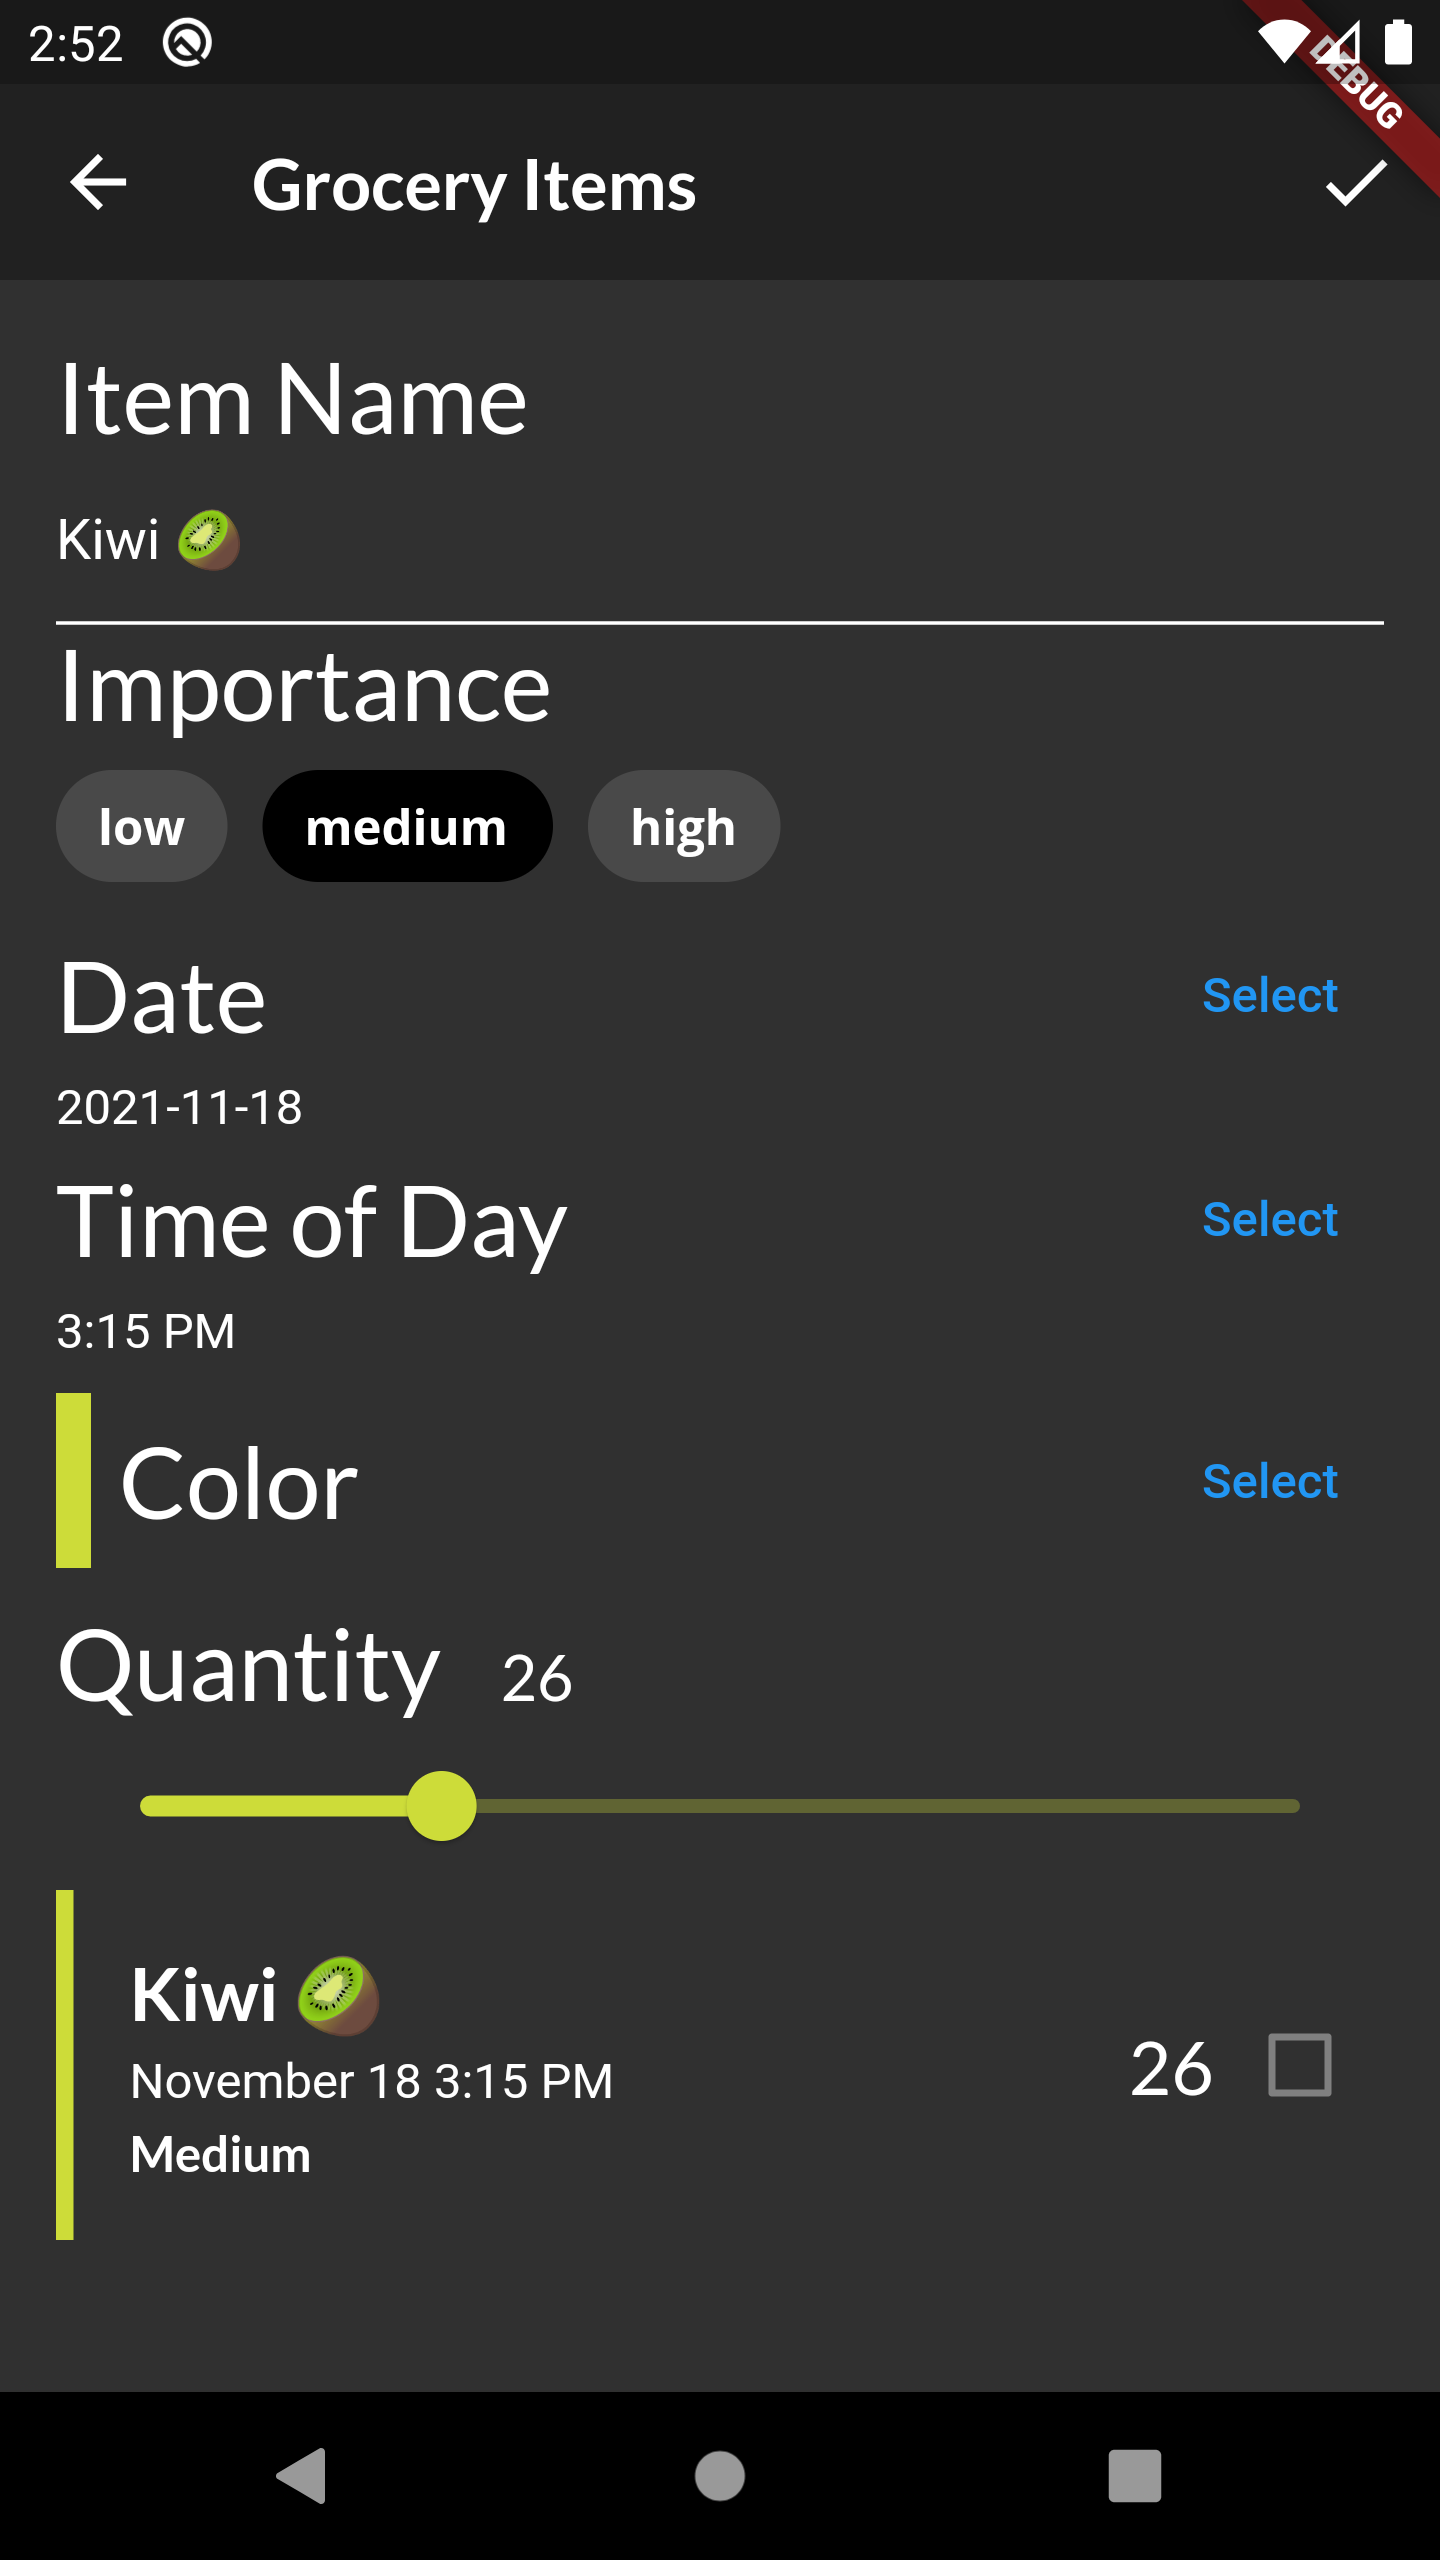 2:52
DEBUG
Grocery Items
Item Name
Kiwi 🥝
Importance
low medium high
Date Select
2021-11-18
Time of Day Select
3:15 PM
Color Select
Quantity 26
Kiwi 🥝
November 18 3:15 PM
26
Medium